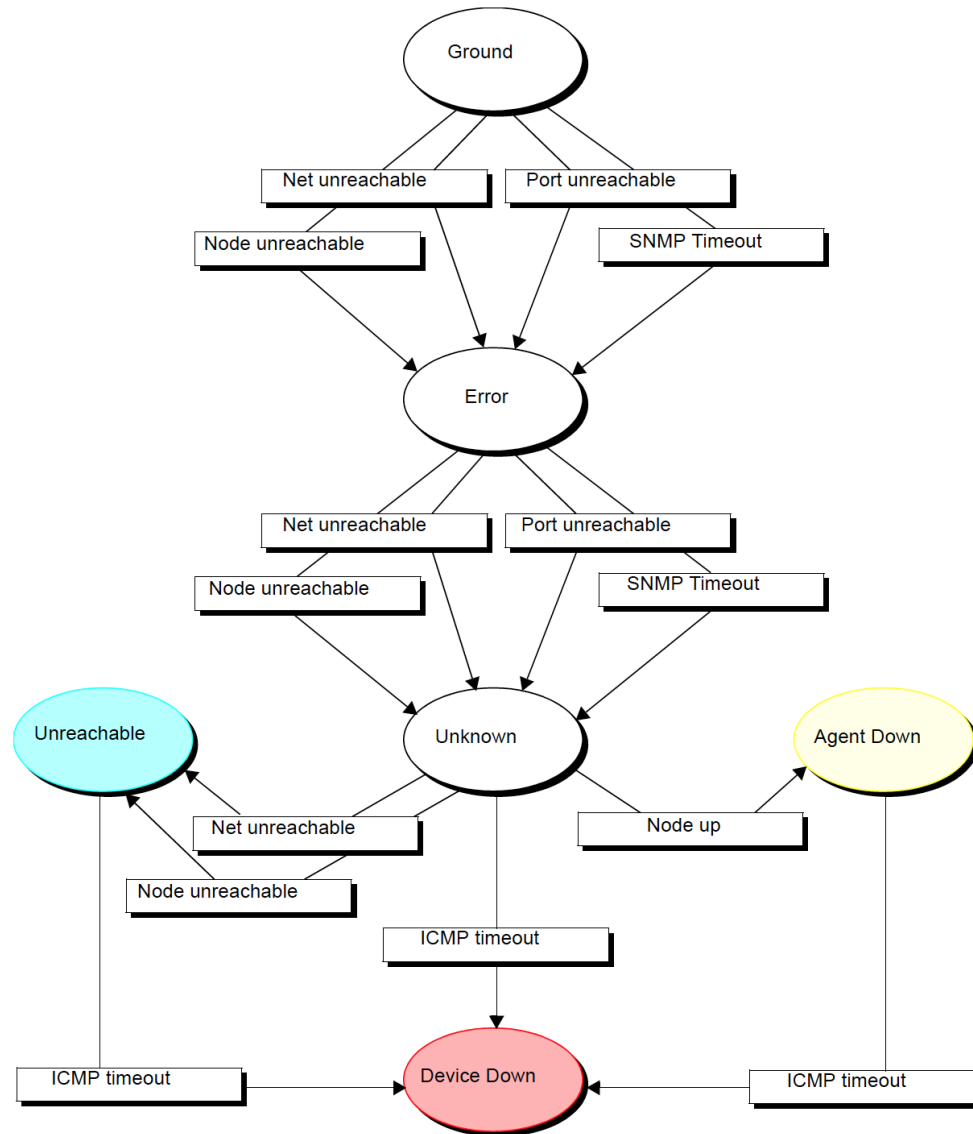 Ground
Net unreachable
Port unreachable
Node unreachable
SNMP Timeout
Error
Net unreachable
Port unreachable
Node unreachable
SNMP Timeout
Unreachable
Unknown
Agent Down
Net unreachable
Node up
Node unreachable
ICMP timeout
ICMP timeout
Device Down
ICMP timeout